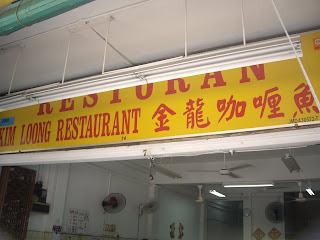 RESTORAN
KIM LOONG RESTAURANT 金龍咖喱魚